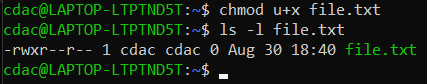 cdac@LAPTOP-LTPTND5T:~$ chmod u+x file.txt
cdac@LAPTOP-LTPTND5T:~$ ls -l file.txt
-rwxr--r-- 1 cdac cdac 0 Aug 30 18:40 file.txt
cdac@LAPTOP-LTPTND5T:~$